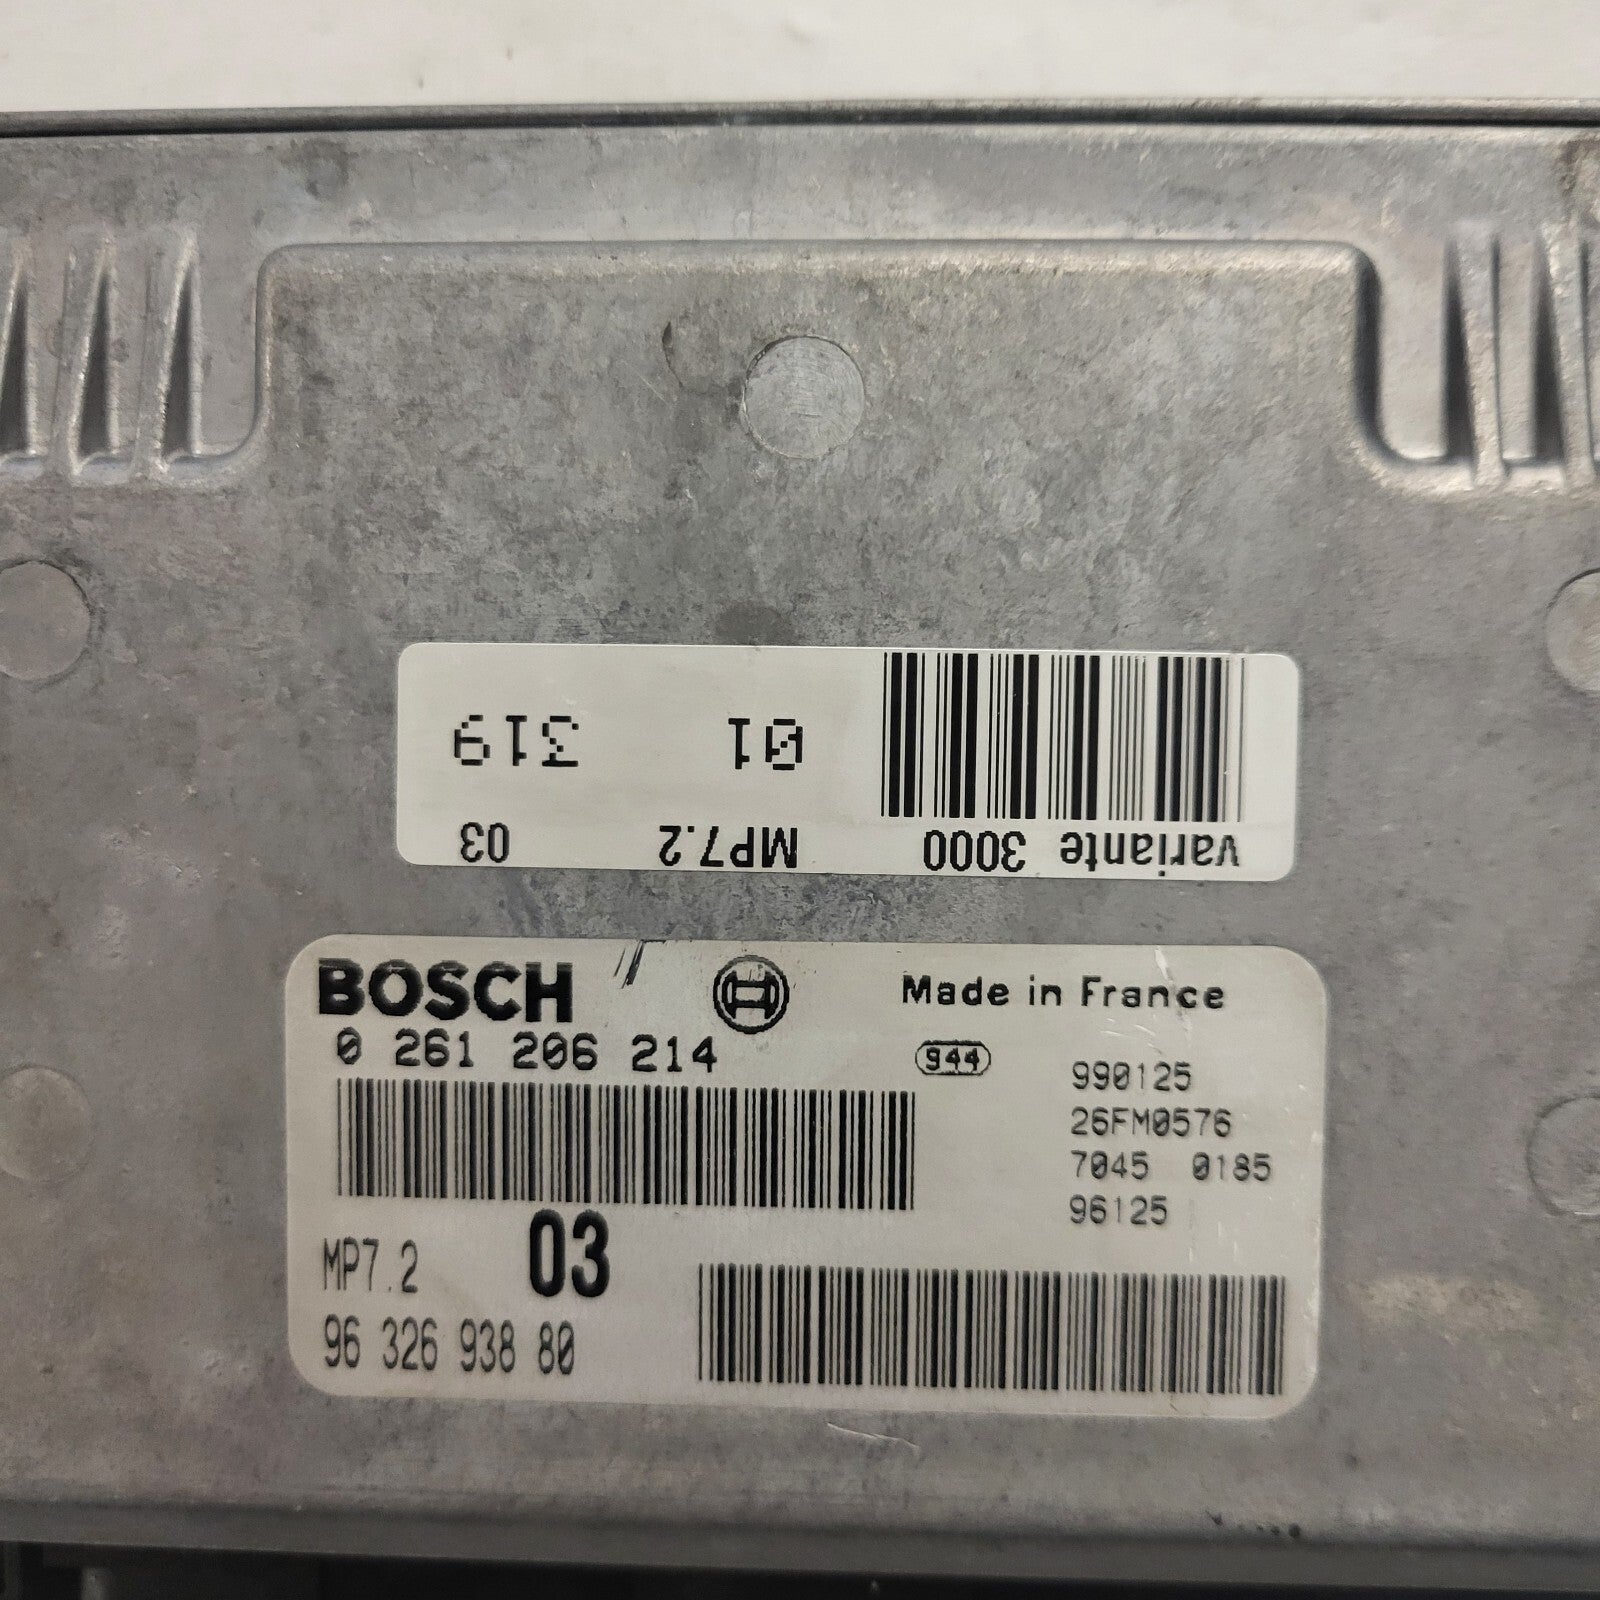 319 01
03 MP7.2 variante 3000
BOSCH Made in France
0 261 206 214 944
990125
26FM0576
7045 0185
96125
MP7.2 03
96 326 938 80